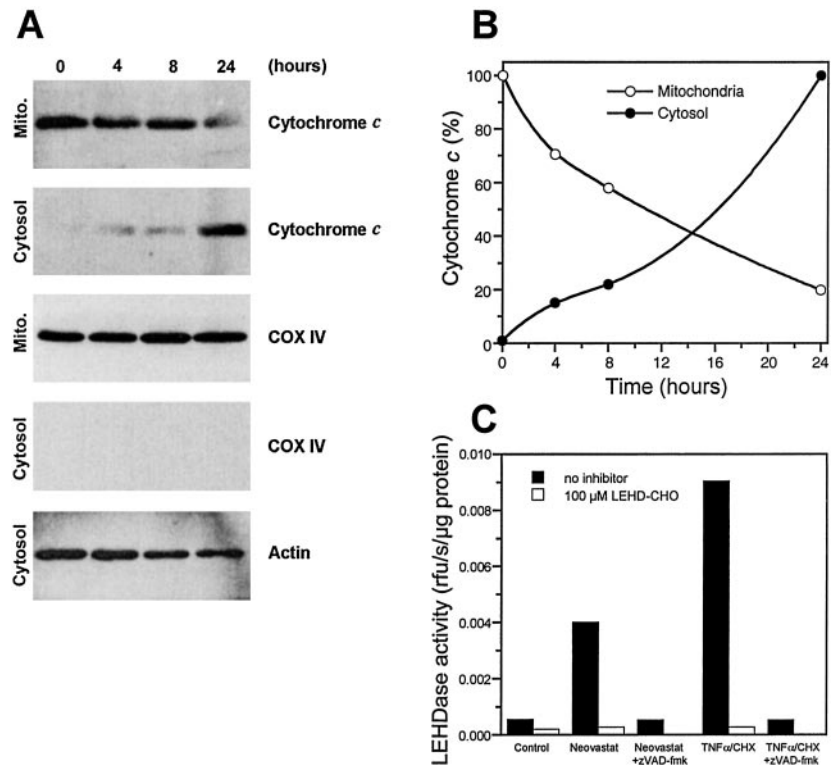 A
0 4 8 24 (hours)
Mito.
Cytochrome c
Cytosol
Cytochrome c
Mito.
COX IV
Cytosol
COX IV
Cytosol
Actin
B
Cytochrome c (%)
100
80
60
40
20
0
Mitochondria
Cytosol
0 4 8 12 16 20 24
Time (hours)
C
LEHDase activity (rfu/s/µg protein)
0.010
0.008
0.006
0.004
0.002
0.000
no inhibitor
100 µM LEHD-CHO
Control Neovastat Neovastat TNFα/CHX TNFα/CHX
+zVAD-fmk +zVAD-fmk